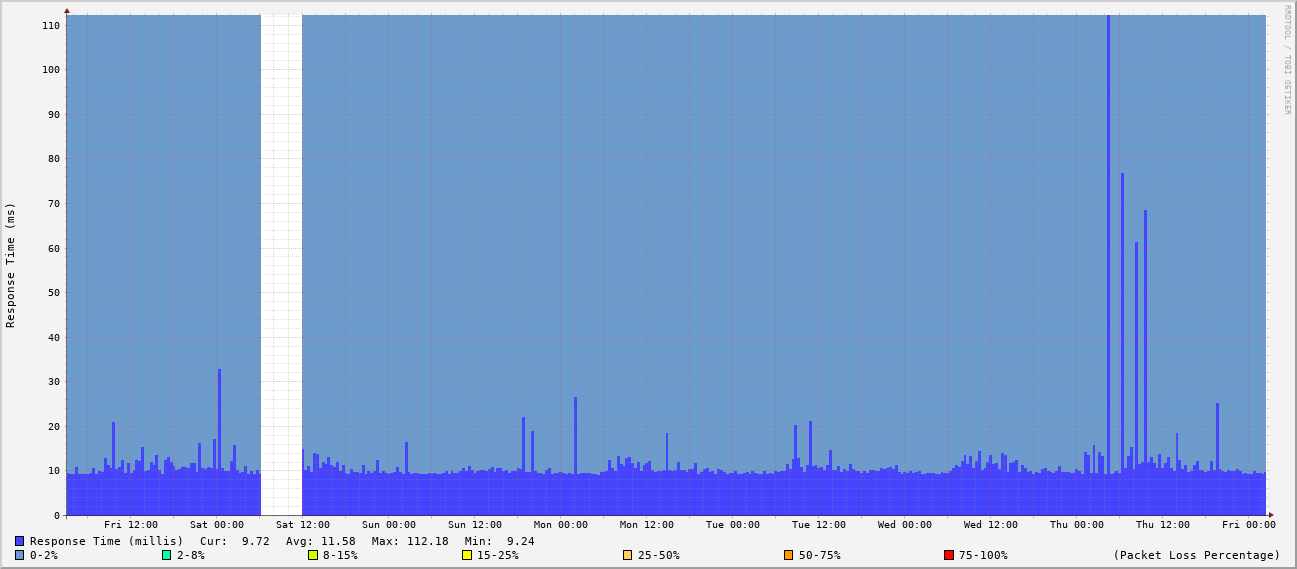 RRDTOOL / TOBI OETIKER
Response Time (ms)
110
100
90
80
70
60
50
40
30
20
10
0
Fri 12:00 Sat 00:00 Sat 12:00 Sun 00:00 Sun 12:00 Mon 00:00 Mon 12:00 Tue 00:00 Tue 12:00 Wed 00:00 Wed 12:00 Thu 00:00 Thu 12:00 Fri 00:00
Response Time (millis) Cur: 9.72 Avg: 11.58 Max: 112.18 Min: 9.24
0-2% 2-8% 8-15% 15-25% 25-50% 50-75% 75-100% (Packet Loss Percentage)